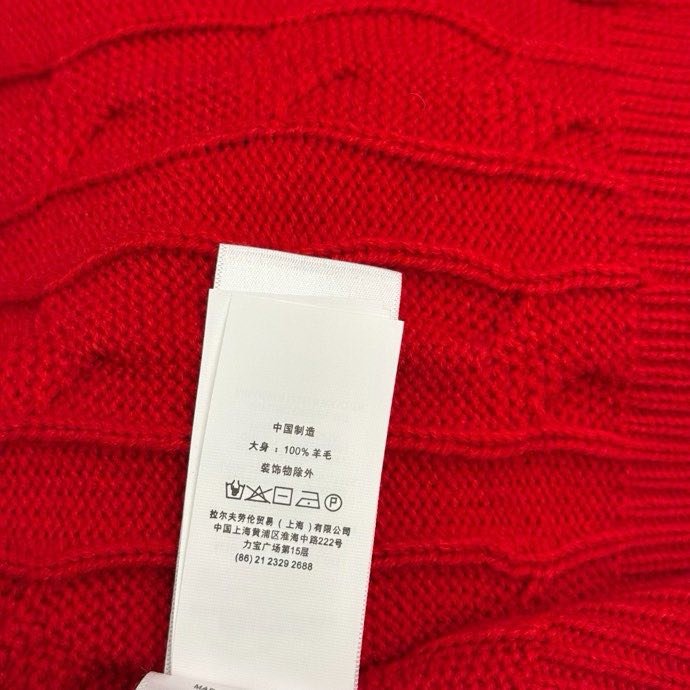 中国制造
大身：100%羊毛
装饰物除外
P
拉尔夫劳伦贸易（上海）有限公司
中国上海黄浦区淮海中路222号
力宝广场第15层
(86) 21 2329 2688